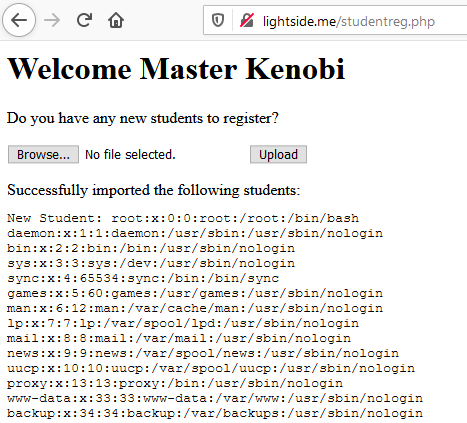 lightside.me/studentreg.php
Welcome Master Kenobi
Do you have any new students to register?
Browse... No file selected. Upload
Successfully imported the following students:
New Student: root:x:0:0:root:/root:/bin/bash
daemon:x:1:1:daemon:/usr/sbin:/usr/sbin/nologin
bin:x:2:2:bin:/bin:/usr/sbin/nologin
sys:x:3:3:sys:/dev:/usr/sbin/nologin
sync:x:4:65534:sync:/bin:/bin/sync
games:x:5:60:games:/usr/games:/usr/sbin/nologin
man:x:6:12:man:/var/cache/man:/usr/sbin/nologin
lp:x:7:7:lp:/var/spool/lpd:/usr/sbin/nologin
mail:x:8:8:mail:/var/mail:/usr/sbin/nologin
news:x:9:9:news:/var/spool/news:/usr/sbin/nologin
uucp:x:10:10:uucp:/var/spool/uucp:/usr/sbin/nologin
proxy:x:13:13:proxy:/bin:/usr/sbin/nologin
www-data:x:33:33:www-data:/var/www:/usr/sbin/nologin
backup:x:34:34:backup:/var/backups:/usr/sbin/nologin